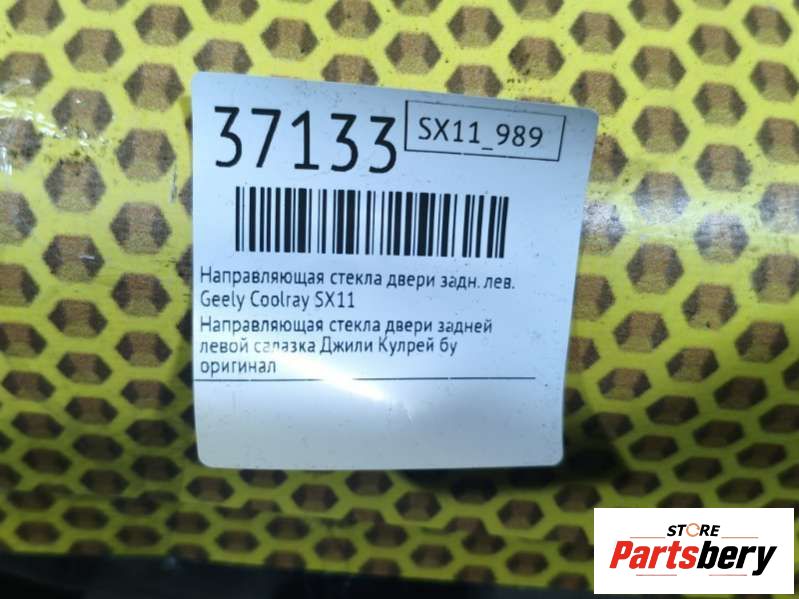 37133
SX11_989
Направляющая стекла двери задн. лев.
Geely Coolray SX11
Направляющая стекла двери задней
левой салазка Джили Кулрей бу
оригинал
STORE
Partsbery